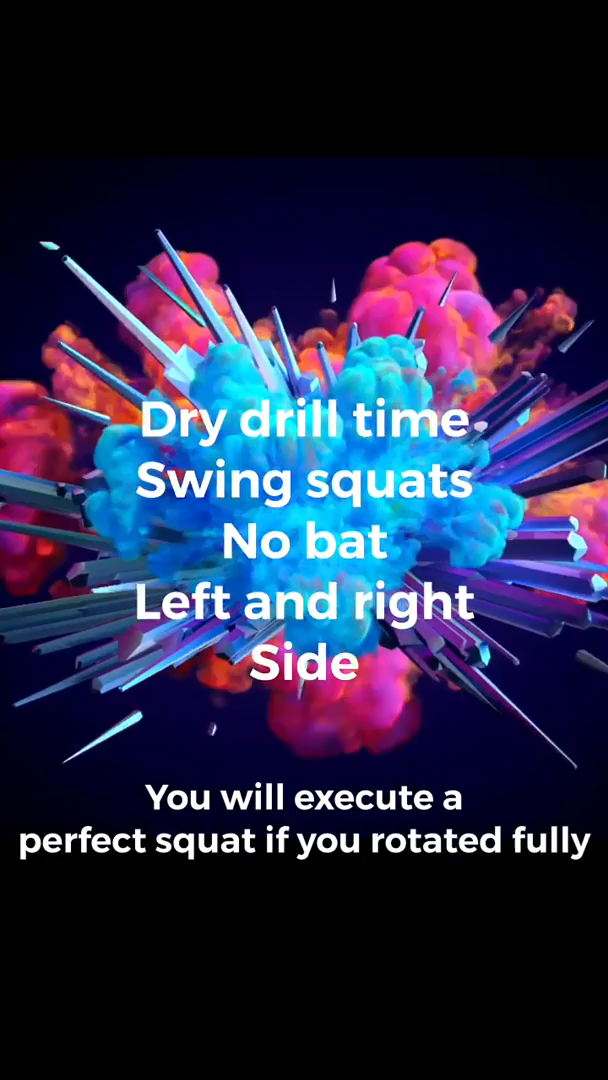 Dry drill time
Swing squats
No bat
Left and right
Side
You will execute a
perfect squat if you rotated fully